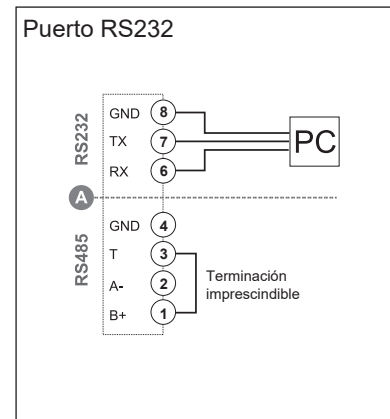 Puerto RS232
RS232
GND 8
TX 7
RX 6
PC
A
RS485
GND 4
T 3
A- 2
B+ 1
Terminación
imprescindible